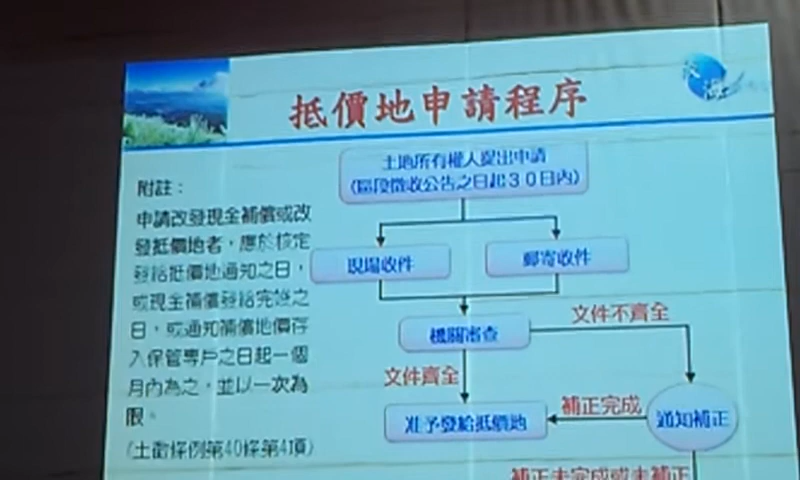 抵價地申請程序
附註：
申請改發現金補償或改
發抵價地者，應於核定
發給抵價地通知之日，
或現金補償發給完竣之
日，或通知補償地價存
入保管專戶之日起一個
月內為之，並以一次為
限。
(土徵條例第40條第4項)
土地所有權人提出申請
(區段徵收公告之日起30日內)
現場收件
郵寄收件
機關審查
文件不齊全
文件齊全
准予發給抵價地
補正完成
通知補正
補正未完成或未補正